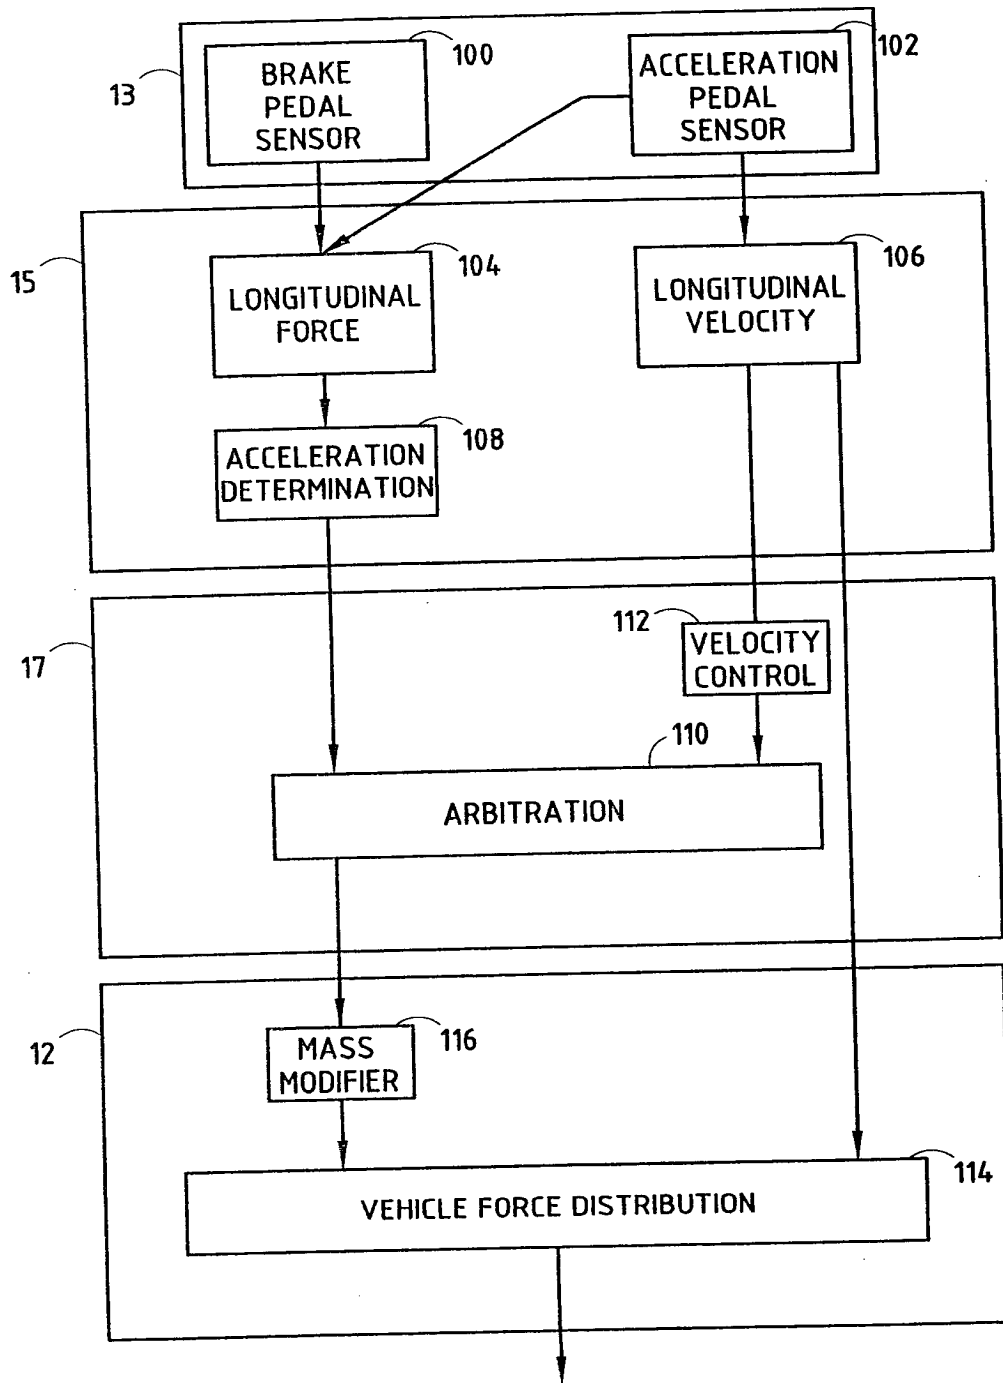 100
102
13
BRAKE
PEDAL
SENSOR
ACCELERATION
PEDAL
SENSOR
15
104
106
LONGITUDINAL
FORCE
LONGITUDINAL
VELOCITY
108
ACCELERATION
DETERMINATION
17
112
VELOCITY
CONTROL
110
ARBITRATION
12
116
MASS
MODIFIER
114
VEHICLE FORCE DISTRIBUTION